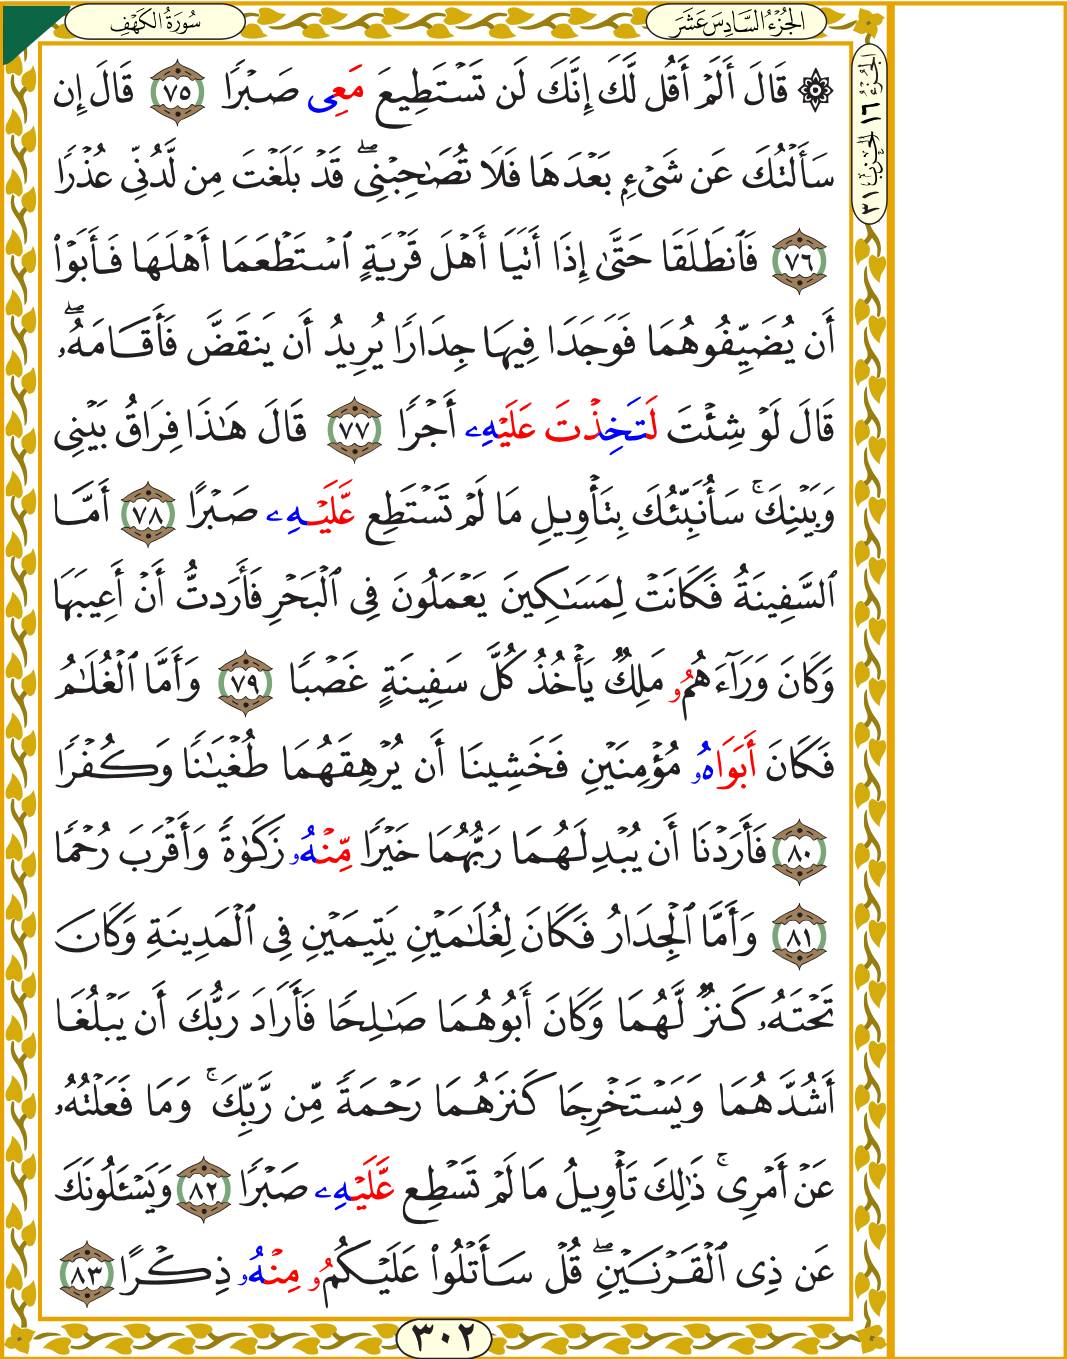 سُورَةُ الكَهْفِ
الجُزْءُ السَّادِسَ عَشَرَ
الجزء ١٦ الحزب ٣١
۞ قَالَ أَلَمْ أَقُل لَّكَ إِنَّكَ لَن تَسْتَطِيعَ مَعِى صَبْرًا ٧٥ قَالَ إِن
سَأَلْتُكَ عَن شَىْءٍۭ بَعْدَهَا فَلَا تُصَٰحِبْنِىۖ قَدْ بَلَغْتَ مِن لَّدُنِّى عُذْرًا
٧٦ فَٱنطَلَقَا حَتَّىٰ إِذَا أَتَيَا أَهْلَ قَرْيَةٍ ٱسْتَطْعَمَا أَهْلَهَا فَأَبَوْا۟
أَن يُضَيِّفُوهُمَا فَوَجَدَا فِيهَا جِدَارًا يُرِيدُ أَن يَنقَضَّ فَأَقَامَهُۥۖ
قَالَ لَوْ شِئْتَ لَتَخِذْتَ عَلَيْهِۦ أَجْرًا ٧٧ قَالَ هَٰذَا فِرَاقُ بَيْنِى
وَبَيْنِكَۚ سَأُنَبِّئُكَ بِتَأْوِيلِ مَا لَمْ تَسْتَطِع عَّلَيْهِۦ صَبْرًا ٧٨ أَمَّا
ٱلسَّفِينَةُ فَكَانَتْ لِمَسَٰكِينَ يَعْمَلُونَ فِى ٱلْبَحْرِ فَأَرَدتُّ أَنْ أَعِيبَهَا
وَكَانَ وَرَآءَهُمُۥ مَلِكٌ يَأْخُذُ كُلَّ سَفِينَةٍ غَصْبًا ٧٩ وَأَمَّا ٱلْغُلَٰمُ
فَكَانَ أَبَوَاهُۥ مُؤْمِنَيْنِ فَخَشِينَا أَن يُرْهِقَهُمَا طُغْيَٰنًا وَكُفْرًا
٨٠ فَأَرَدْنَا أَن يُبْدِلَهُمَا رَبُّهُمَا خَيْرًا مِّنْهُۥ زَكَوٰةً وَأَقْرَبَ رُحْمًا
٨١ وَأَمَّا ٱلْجِدَارُ فَكَانَ لِغُلَٰمَيْنِ يَتِيمَيْنِ فِى ٱلْمَدِينَةِ وَكَانَ
تَحْتَهُۥ كَنزٌ لَّهُمَا وَكَانَ أَبُوهُمَا صَٰلِحًا فَأَرَادَ رَبُّكَ أَن يَبْلُغَا
أَشُدَّهُمَا وَيَسْتَخْرِجَا كَنزَهُمَا رَحْمَةً مِّن رَّبِّكَۚ وَمَا فَعَلْتُهُۥ
عَنْ أَمْرِىۚ ذَٰلِكَ تَأْوِيلُ مَا لَمْ تَسْطِع عَّلَيْهِۦ صَبْرًا ٨٢ وَيَسْـَٔلُونَكَ
عَن ذِى ٱلْقَرْنَيْنِۖ قُلْ سَأَتْلُوا۟ عَلَيْكُمُۥ مِنْهُۥ ذِكْرًا ٨٣
٣٠٢